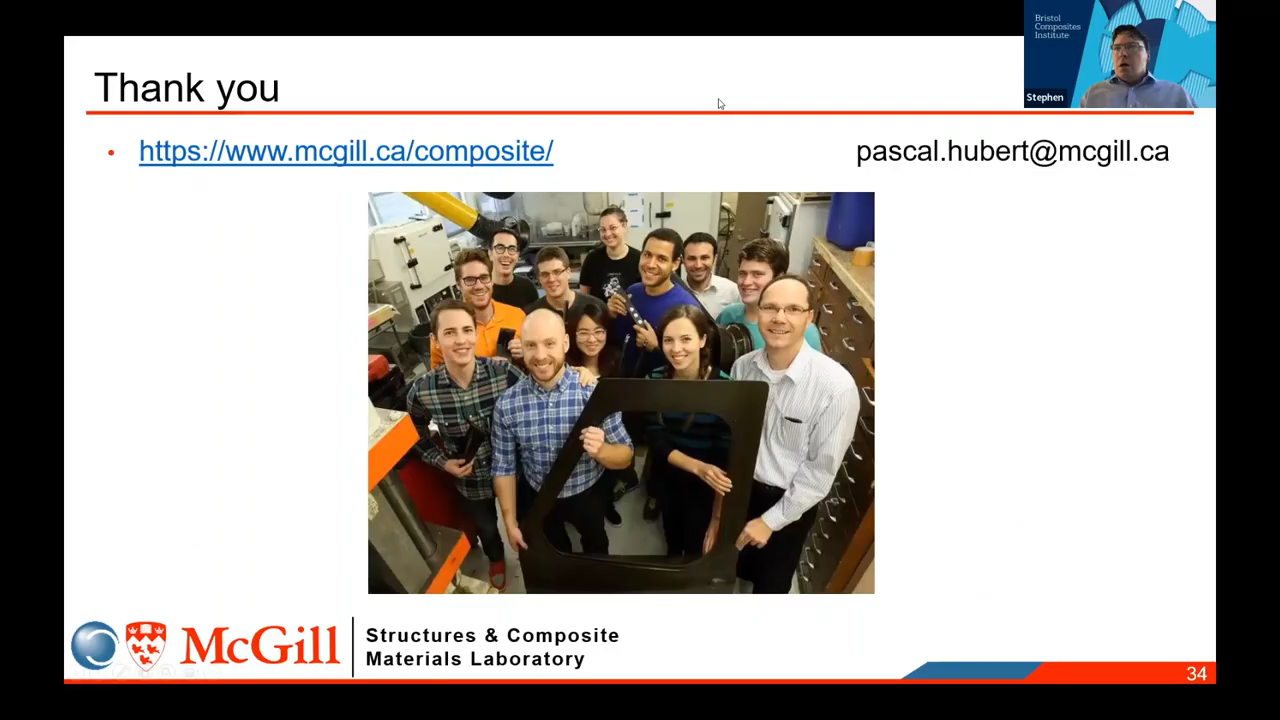 Bristol
Composites
Institute
Stephen
Thank you
• https://www.mcgill.ca/composite/
pascal.hubert@mcgill.ca
McGill
Structures & Composite
Materials Laboratory
34